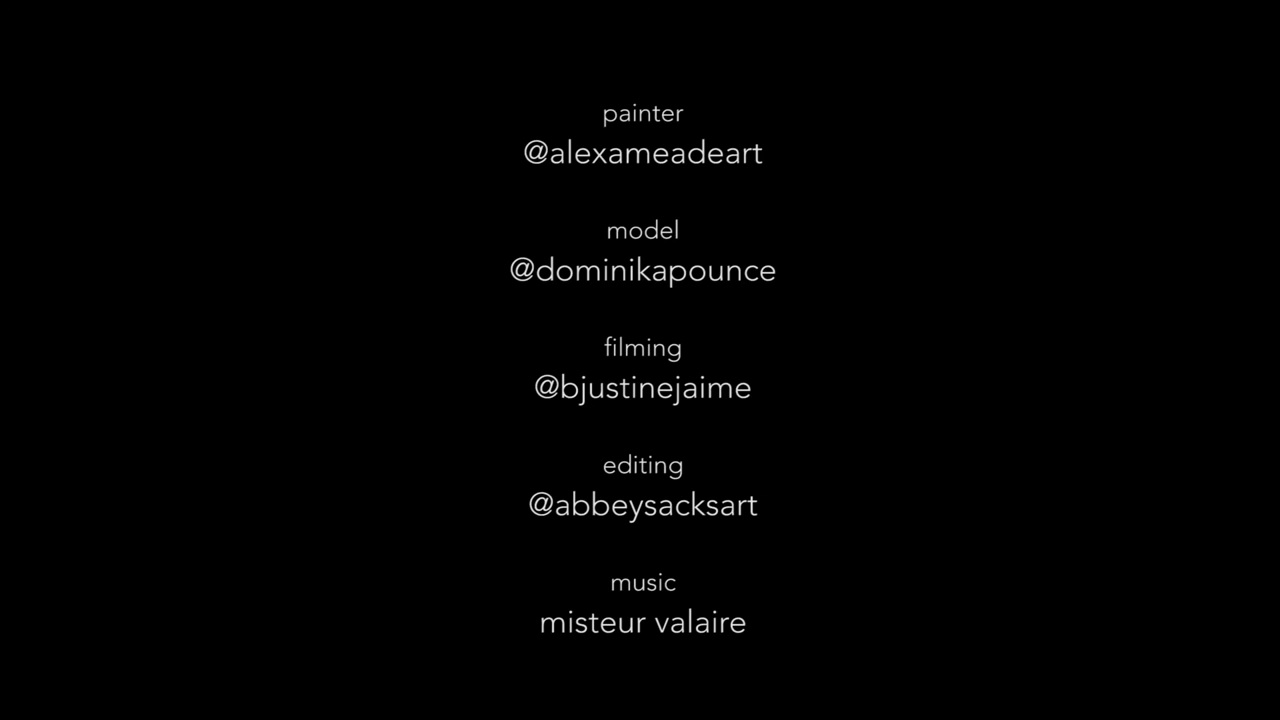 painter
@alexameadeart
model
@dominikapounce
filming
@bjustinejaime
editing
@abbeysacksart
music
misteur valaire